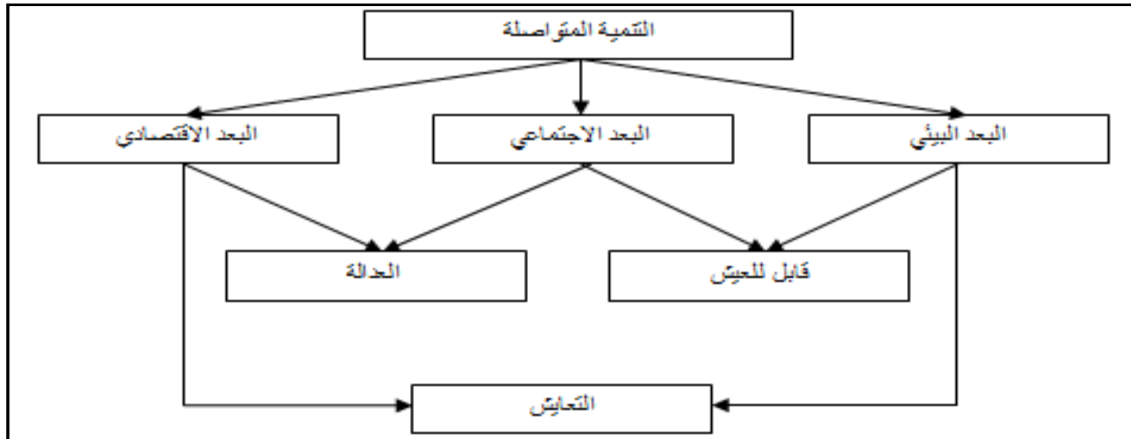 التنمية المتواصلة
البعد البيئي
البعد الاجتماعي
البعد الاقتصادي
قابل للعيش
العدالة
التعايش